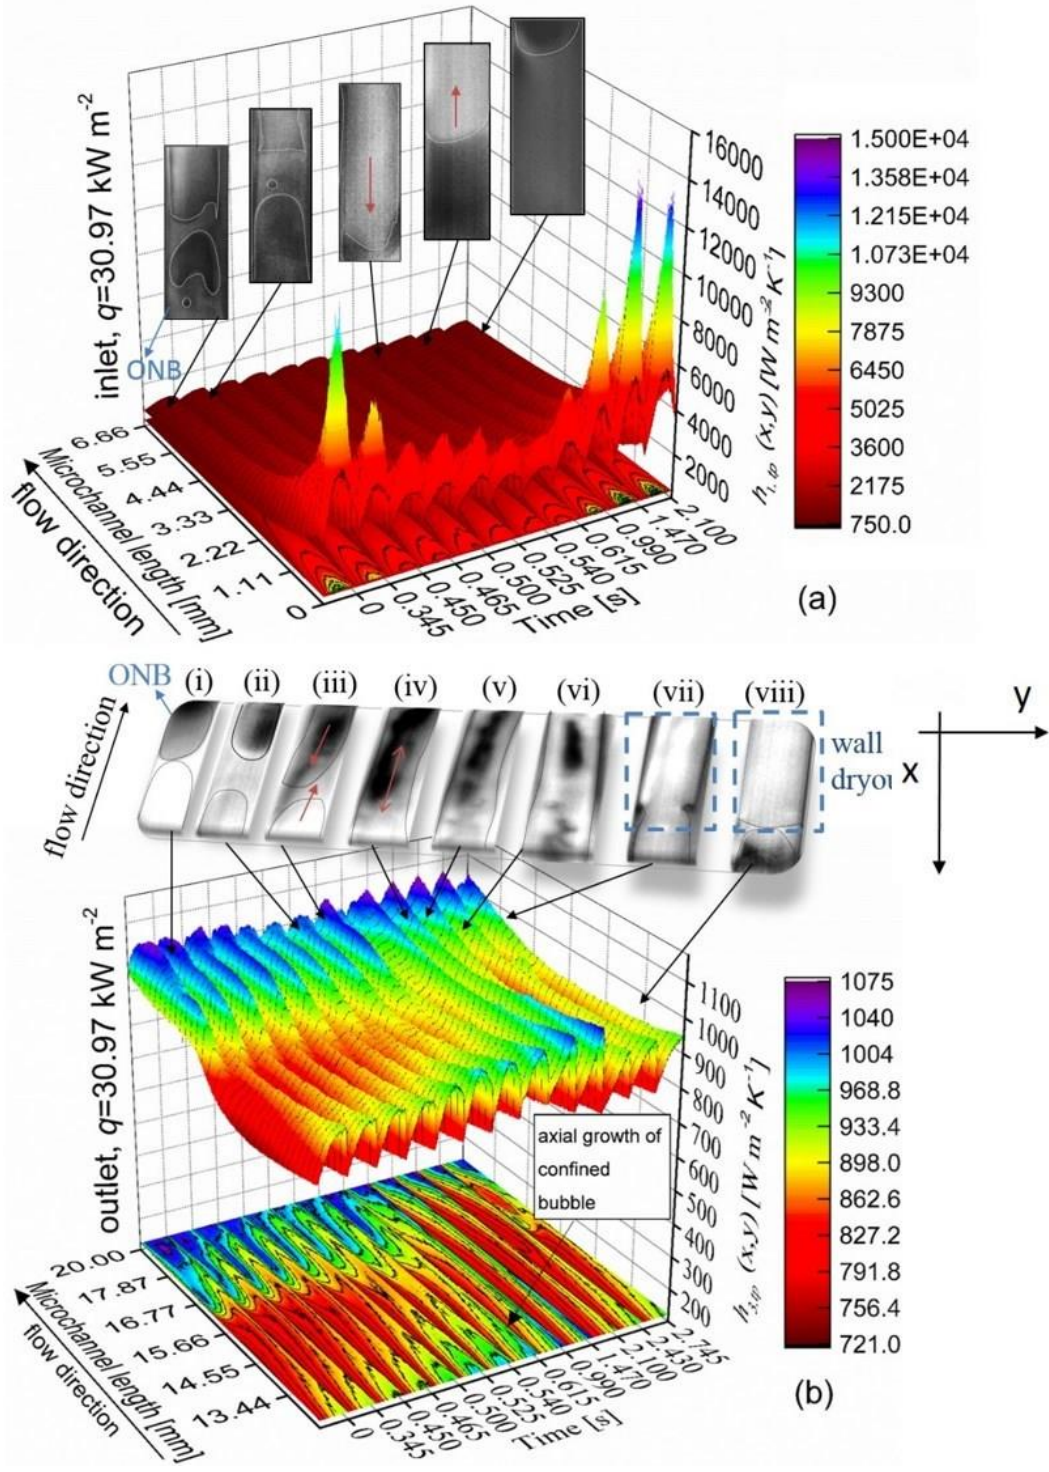 inlet, q=30.97 kW m-2
ONB
16000
14000
12000
10000
8000
6000
4000
2000
h1,tp (x,y) [W m-2 K-1]
1.500E+04
1.358E+04
1.215E+04
1.073E+04
9300
7875
6450
5025
3600
2175
750.0
6.66
5.55
4.44
3.33
2.22
1.11
0
Microchannel length [mm]
flow direction
0
0.345
0.450
0.465
0.500
0.525
0.540
0.615
0.990
1.470
2.100
Time [s]
(a)
ONB
(i)
(ii)
(iii)
(iv)
(v)
(vi)
(vii)
(viii)
flow direction
wall
dryou
y
x
outlet, q=30.97 kW m-2
1100
1000
900
800
700
600
500
400
300
200
h3,tp (x,y) [W m-2 K-1]
1075
1040
1004
968.8
933.4
898.0
862.6
827.2
791.8
756.4
721.0
axial growth of
confined
bubble
20.00
17.87
16.77
15.66
14.55
13.44
Microchannel length [mm]
flow direction
0
0.345
0.450
0.465
0.500
0.525
0.540
0.615
0.990
1.470
2.100
2.430
2.745
Time [s]
(b)